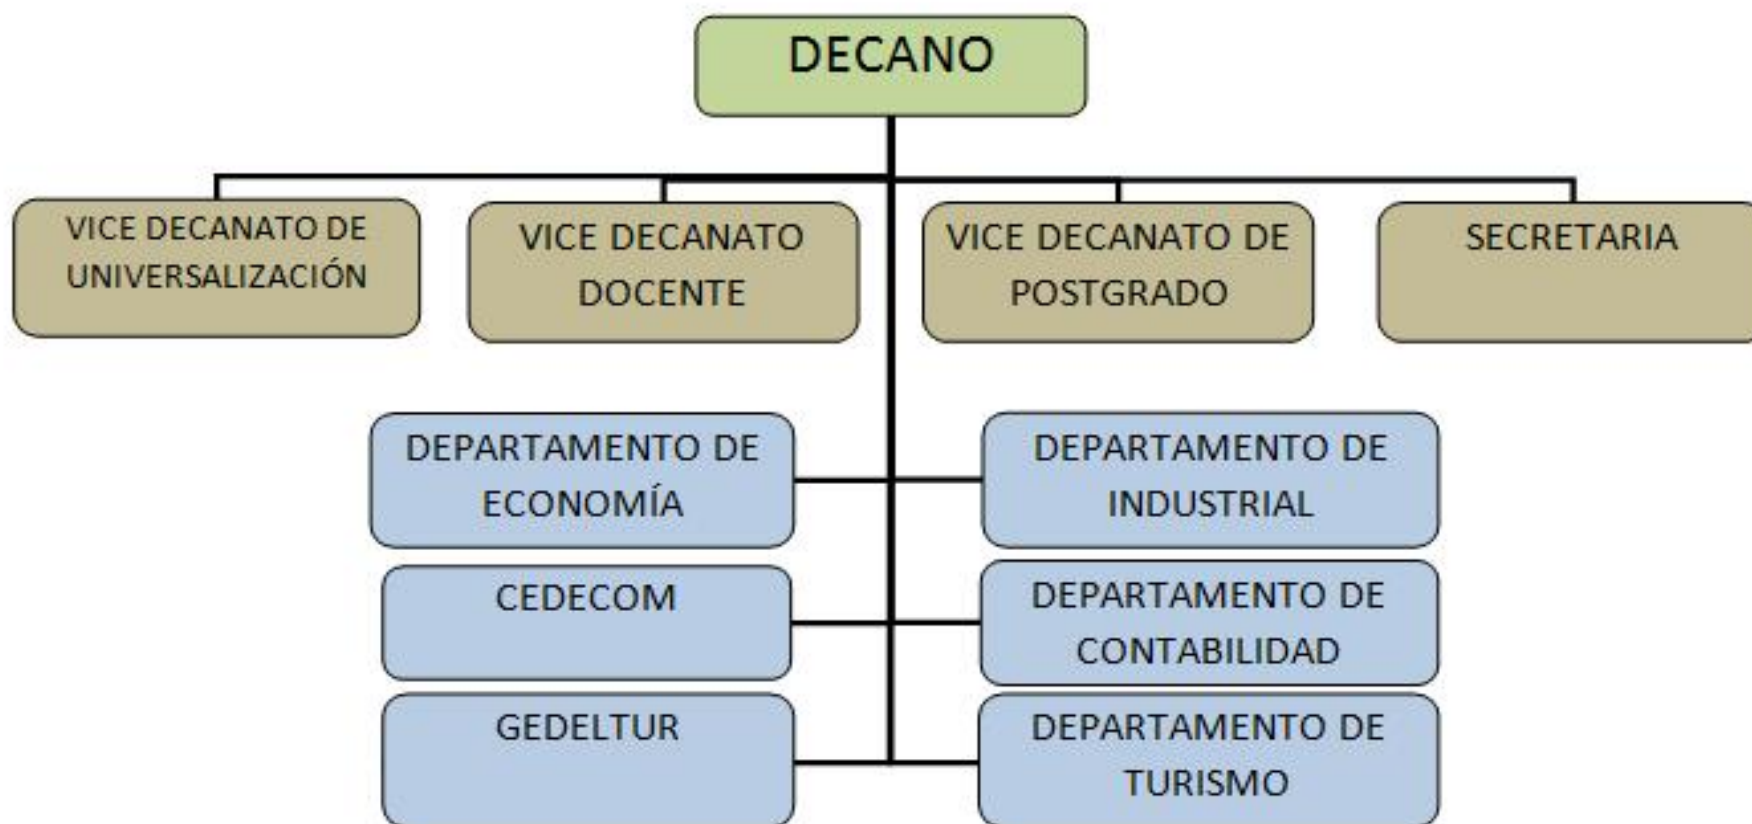 DECANO
VICE DECANATO DE
UNIVERSALIZACIÓN
VICE DECANATO
DOCENTE
VICE DECANATO DE
POSTGRADO
SECRETARIA
DEPARTAMENTO DE
ECONOMÍA
DEPARTAMENTO DE
INDUSTRIAL
CEDECOM
DEPARTAMENTO DE
CONTABILIDAD
GEDELTUR
DEPARTAMENTO DE
TURISMO